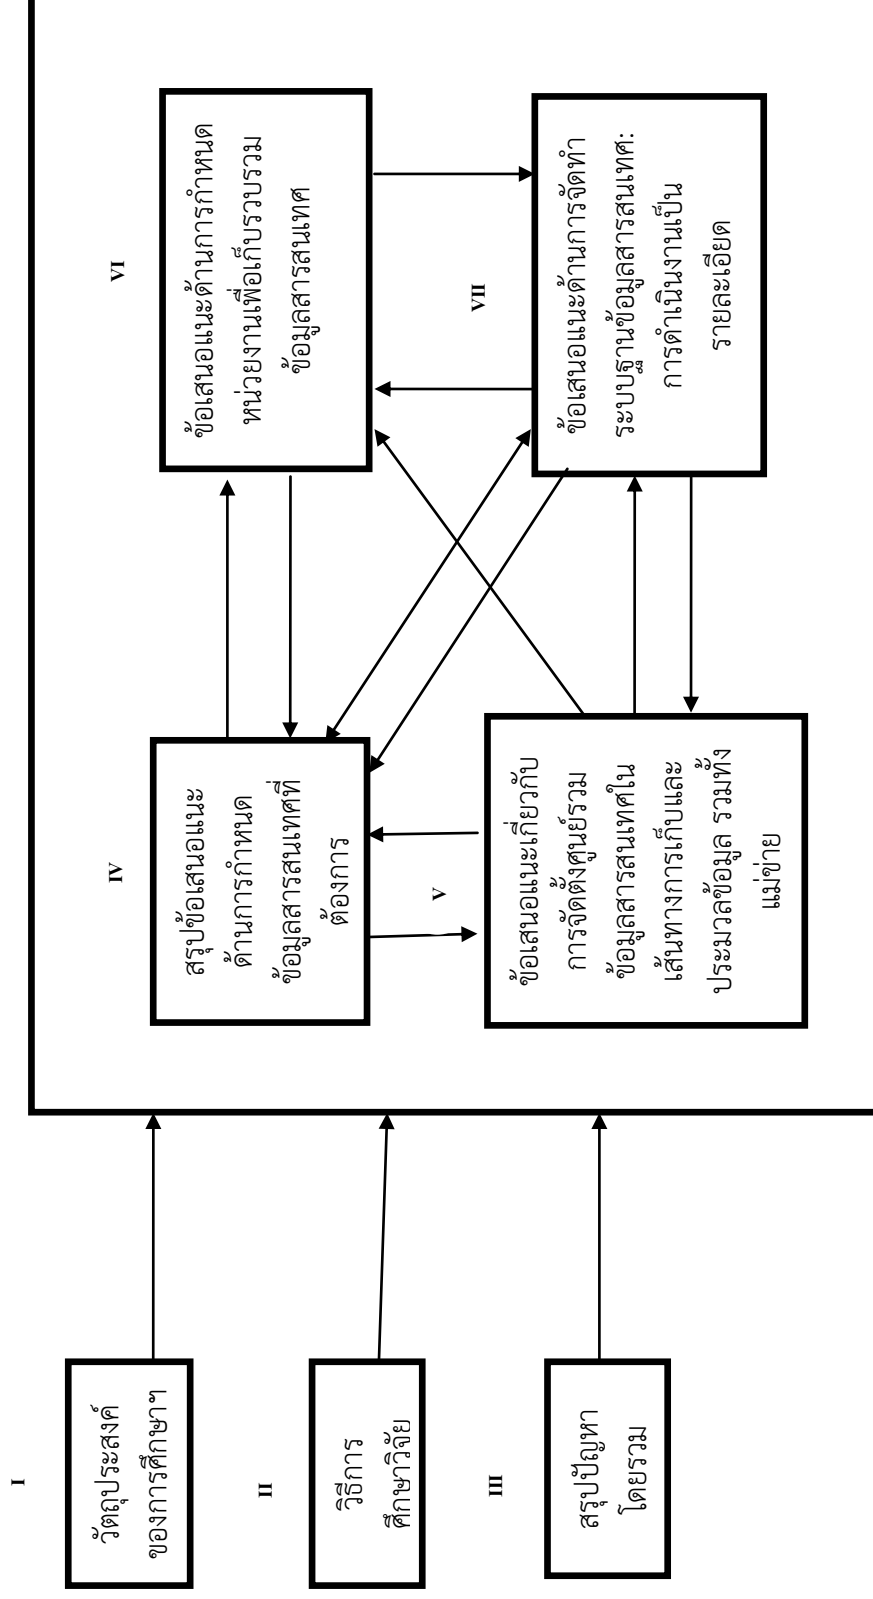 I
วัตถุประสงค์
ของการศึกษาฯ
II
วิธีการ
ศึกษาวิจัย
III
สรุปปัญหา
โดยรวม
IV
สรุปข้อเสนอแนะ
ด้านการกำหนด
ข้อมูลสารสนเทศที่
ต้องการ
V
ข้อเสนอแนะเกี่ยวกับ
การจัดตั้งศูนย์รวม
ข้อมูลสารสนเทศใน
เส้นทางการเก็บและ
ประมวลข้อมูล รวมทั้ง
แม่ข่าย
VI
ข้อเสนอแนะด้านการกำหนด
หน่วยงานเพื่อเก็บรวบรวม
ข้อมูลสารสนเทศ
VII
ข้อเสนอแนะด้านการจัดทำ
ระบบฐานข้อมูลสารสนเทศ:
การดำเนินงานเป็น
รายละเอียด